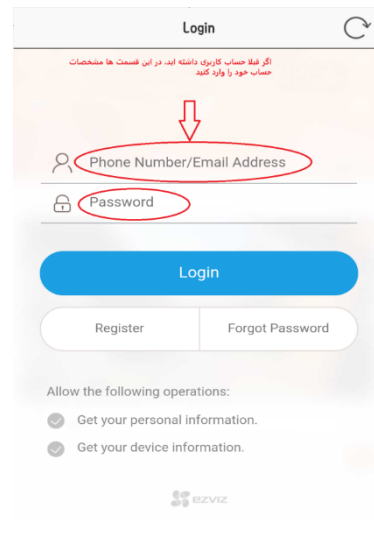 Login
اگر قبلا حساب کاربری داشته اید، در این قسمت ها مشخصات
حساب خود را وارد کنید
Phone Number/Email Address
Password
Login
Register
Forgot Password
Allow the following operations:
Get your personal information.
Get your device information.
ezviz